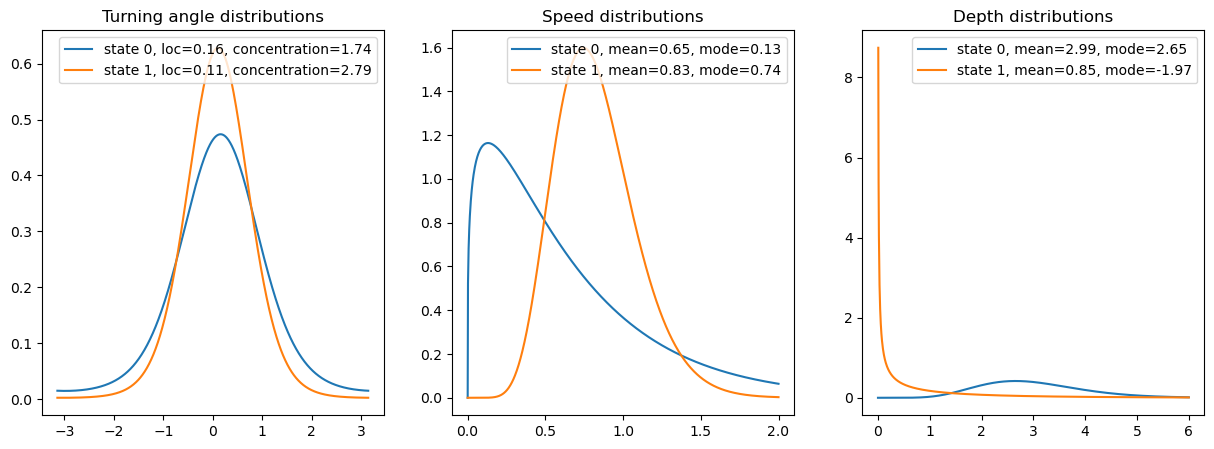 Turning angle distributions
state 0, loc=0.16, concentration=1.74
state 1, loc=0.11, concentration=2.79
0.6
0.5
0.4
0.3
0.2
0.1
0.0
−3 −2 −1 0 1 2 3
Speed distributions
state 0, mean=0.65, mode=0.13
state 1, mean=0.83, mode=0.74
1.6
1.4
1.2
1.0
0.8
0.6
0.4
0.2
0.0
0.0 0.5 1.0 1.5 2.0
Depth distributions
state 0, mean=2.99, mode=2.65
state 1, mean=0.85, mode=-1.97
8
6
4
2
0
0 1 2 3 4 5 6